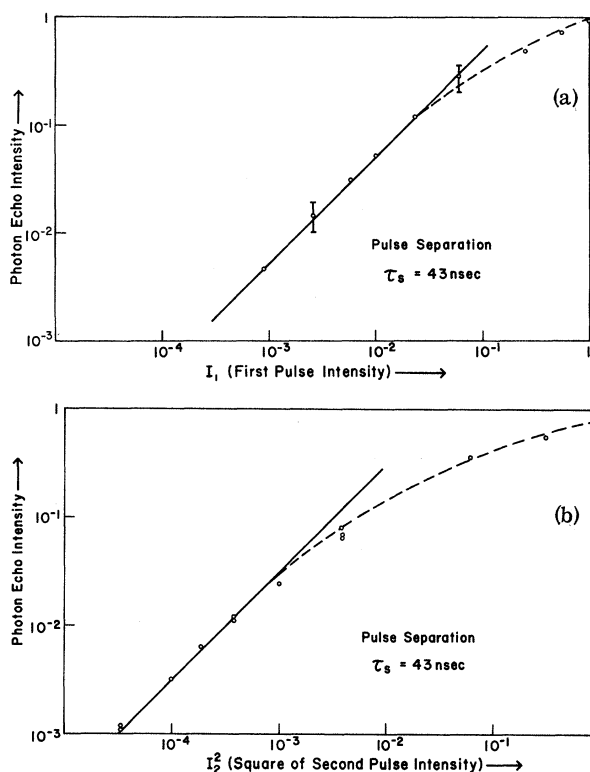 1
10⁻¹
10⁻²
10⁻³
Photon Echo Intensity
(a)
Pulse Separation
τₛ = 43 nsec
10⁻⁴
10⁻³
10⁻²
10⁻¹
1
I₁ (First Pulse Intensity)
1
10⁻¹
10⁻²
10⁻³
Photon Echo Intensity
(b)
Pulse Separation
τₛ = 43 nsec
10⁻⁴
10⁻³
10⁻²
10⁻¹
I₂² (Square of Second Pulse Intensity)